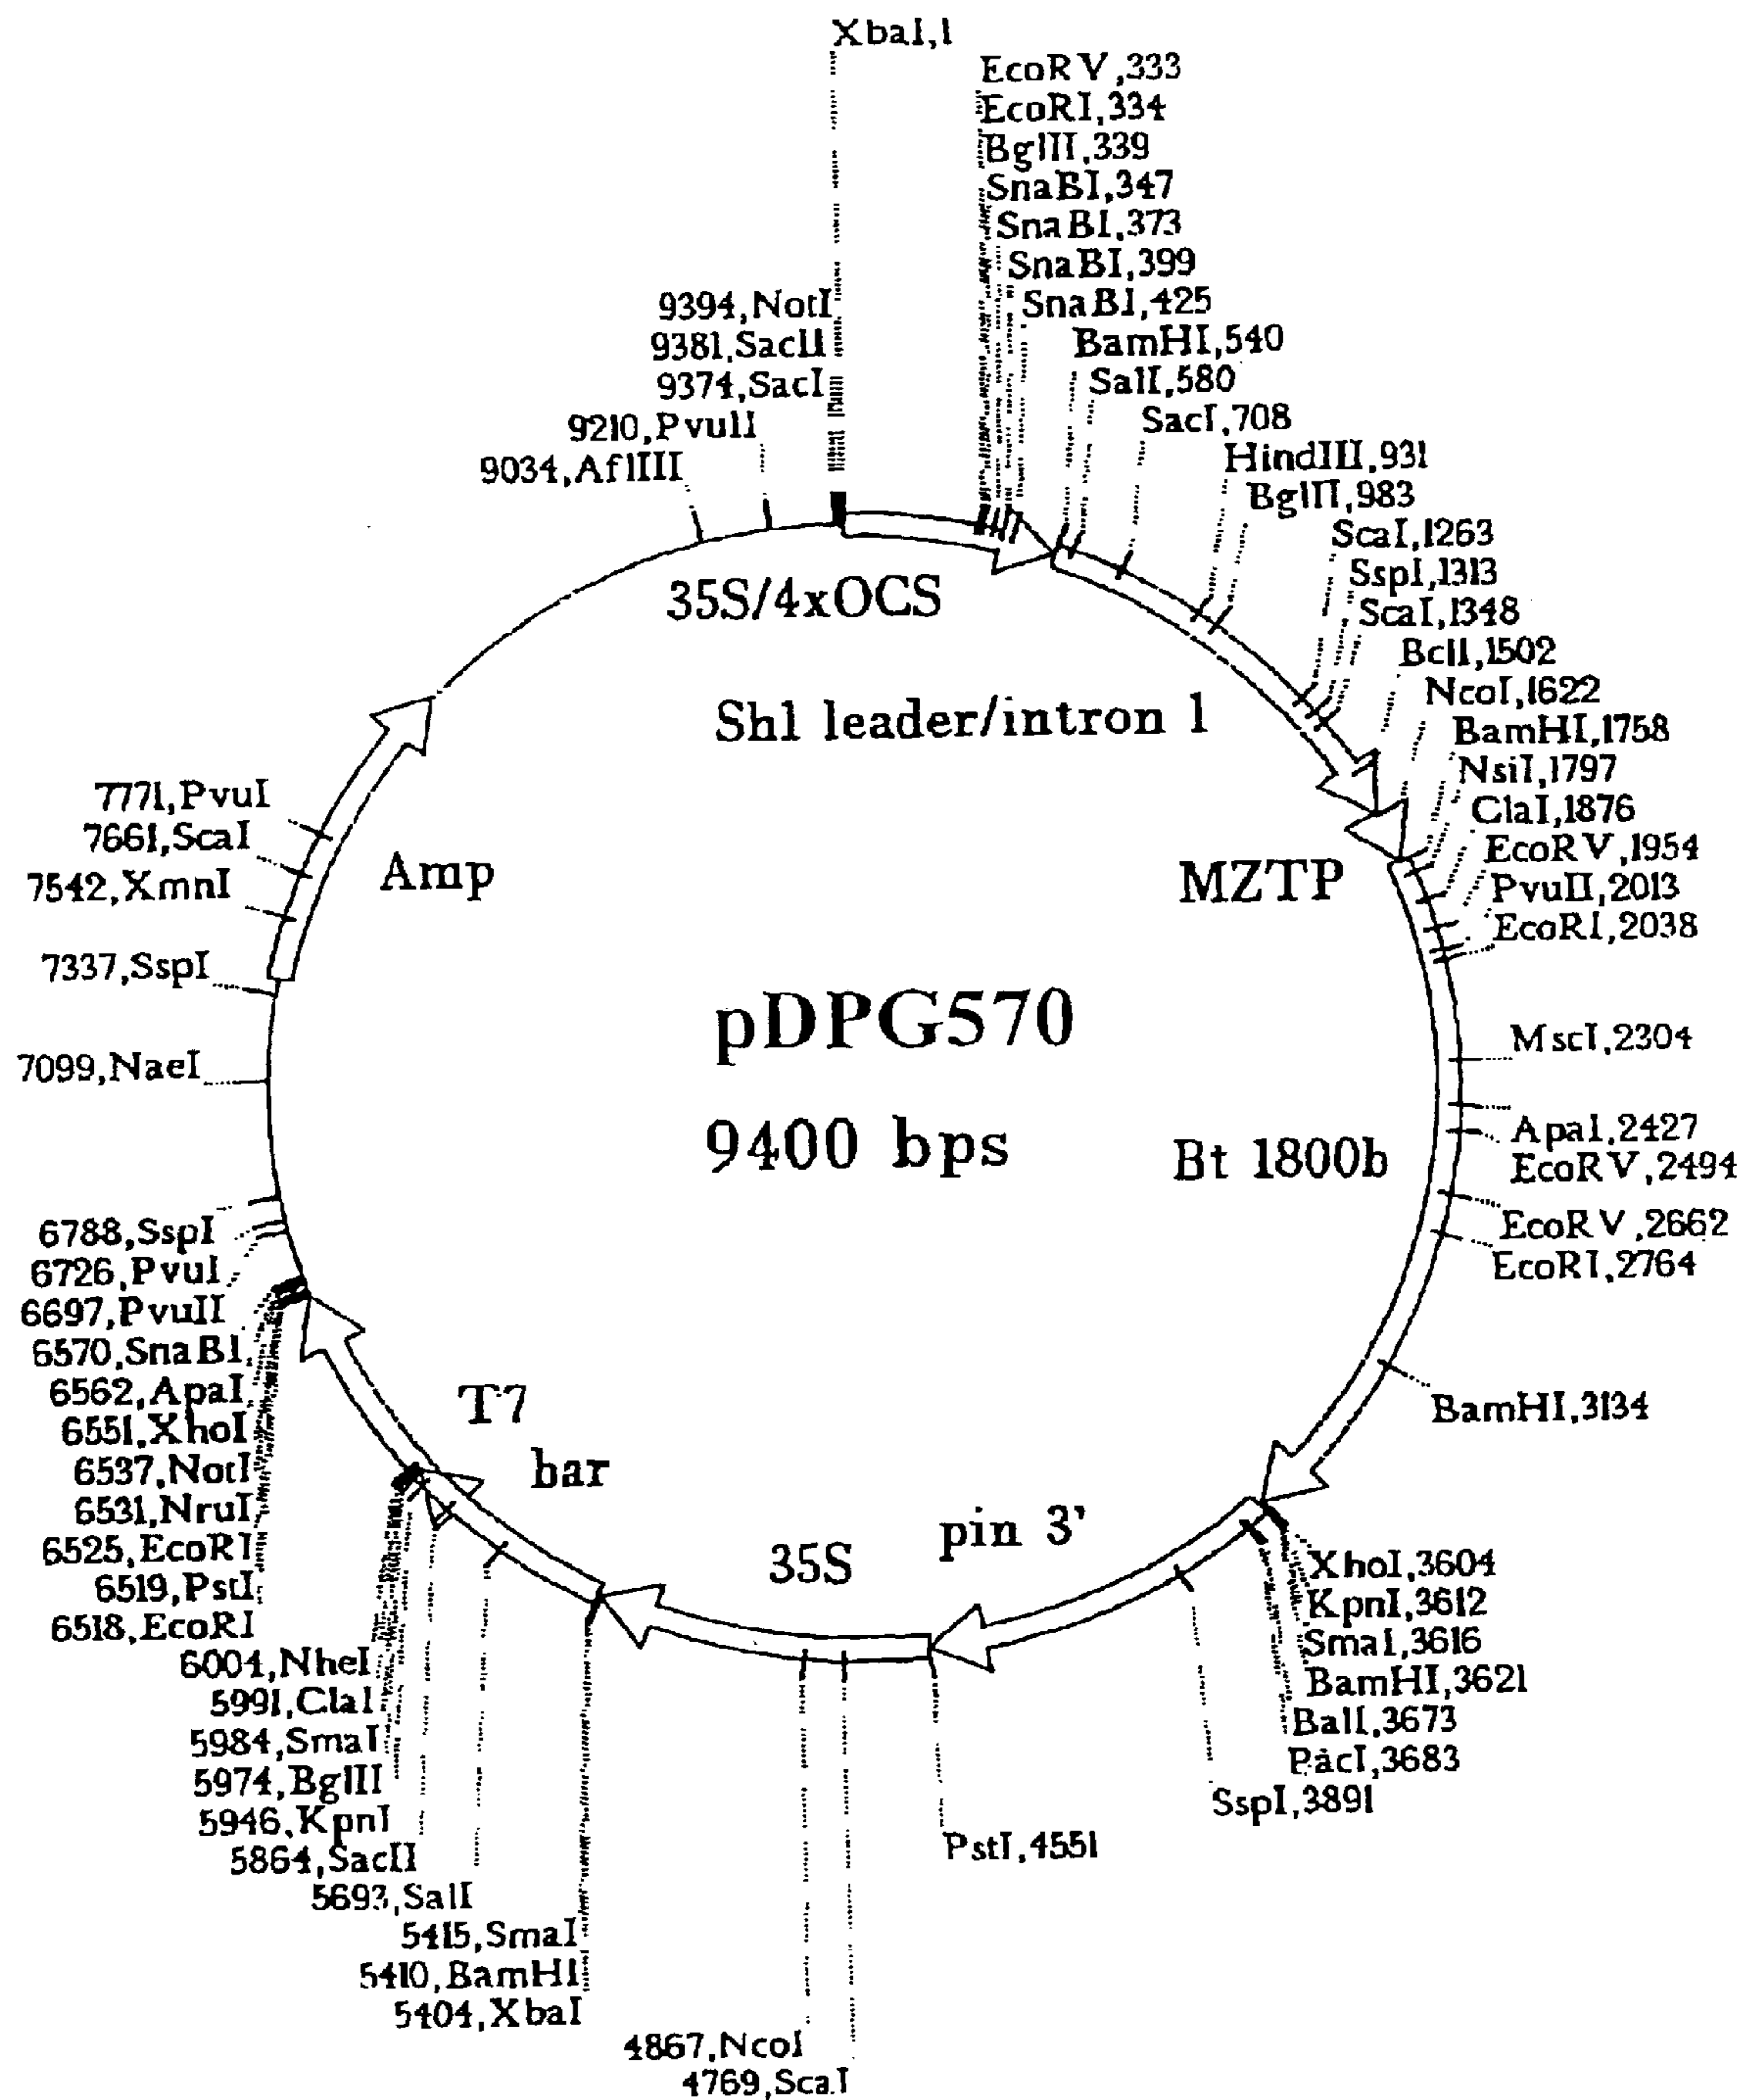 XbaI,1
EcoRV,333
EcoRI,334
BglII,339
SnaBI,347
SnaBI,373
SnaBI,399
SnaBI,425
BamHI,540
SalI,580
SacI,708
HindIII,931
BglII,983
ScaI,1263
SspI,1313
ScaI,1348
BclI,1502
NcoI,1622
BamHI,1758
NsiI,1797
ClaI,1876
EcoRV,1954
PvuII,2013
EcoRI,2038
MscI,2304
ApaI,2427
EcoRV,2494
EcoRV,2662
EcoRI,2764
BamHI,3134
XhoI,3604
KpnI,3612
SmaI,3616
BamHI,3621
BalI,3673
PacI,3683
SspI,3891
PstI,4551
4769,ScaI
4867,NcoI
5404,XbaI
5410,BamHI
5415,SmaI
5693,SalI
5864,SacII
5946,KpnI
5974,BglII
5984,SmaI
5991,ClaI
6004,NheI
6518,EcoRI
6519,PstI
6525,EcoRI
6531,NruI
6537,NotI
6551,XhoI
6562,ApaI
6570,SnaBI
6697,PvuII
6726,PvuI
6788,SspI
7099,NaeI
7337,SspI
7542,XmnI
7661,ScaI
7771,PvuI
9034,AflIII
9210,PvuII
9374,SacI
9381,SacII
9394,NotI
35S/4xOCS
Sh1 leader/intron 1
MZTP
Amp
pDPG570
9400 bps
Bt 1800b
T7
bar
pin 3'
35S